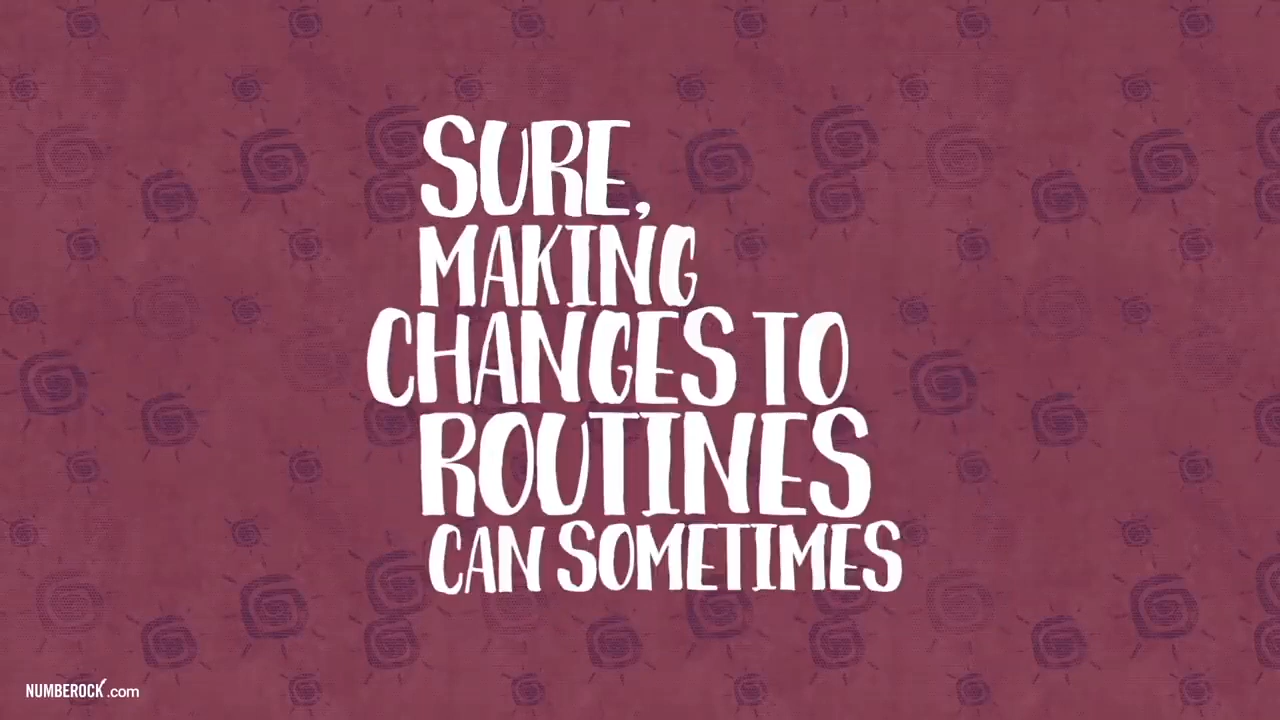 SURE,
MAKING
CHANGES TO
ROUTINES
CAN SOMETIMES
NUMBEROCK.com